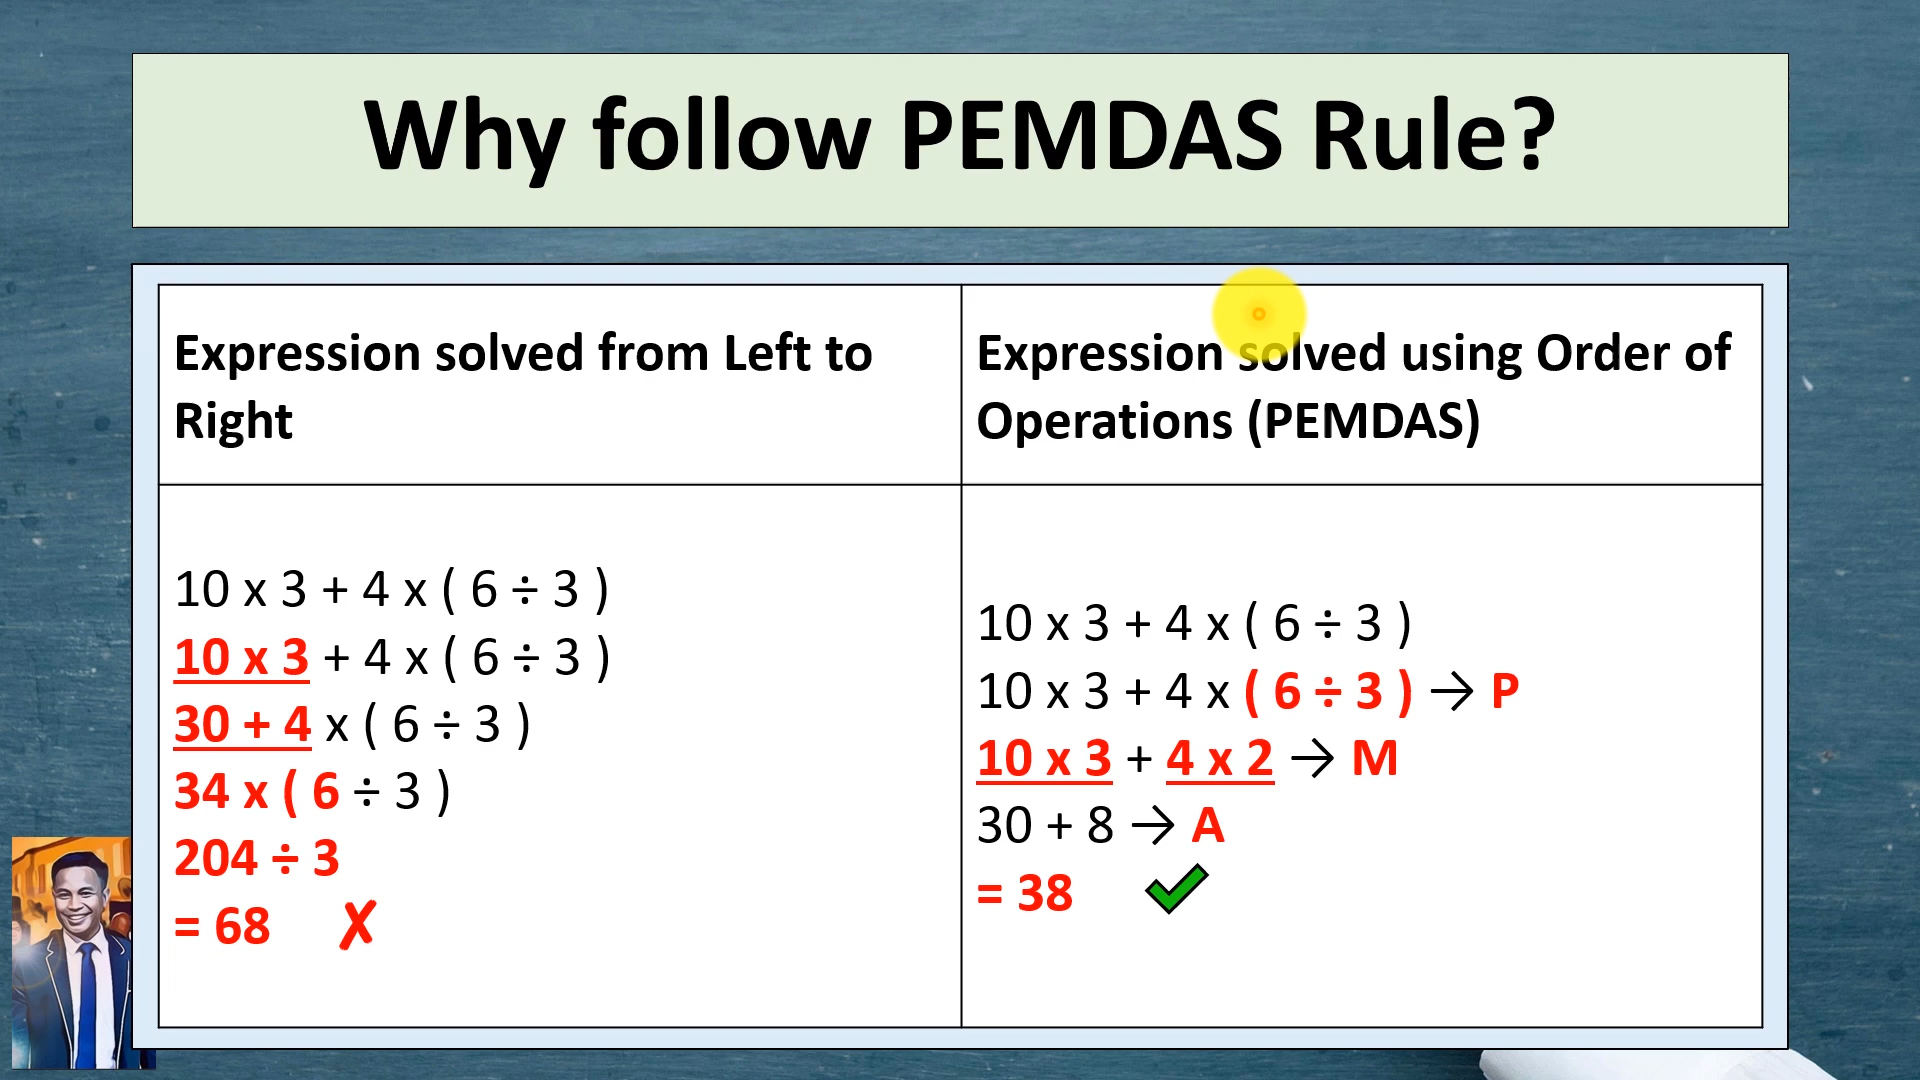 Why follow PEMDAS Rule?
Expression solved from Left to
Right
Expression solved using Order of
Operations (PEMDAS)
10 x 3 + 4 x ( 6 ÷ 3 )
10 x 3 + 4 x ( 6 ÷ 3 )
30 + 4 x ( 6 ÷ 3 )
34 x ( 6 ÷ 3 )
204 ÷ 3
= 68 ✗
10 x 3 + 4 x ( 6 ÷ 3 )
10 x 3 + 4 x ( 6 ÷ 3 ) → P
10 x 3 + 4 x 2 → M
30 + 8 → A
= 38 ✔